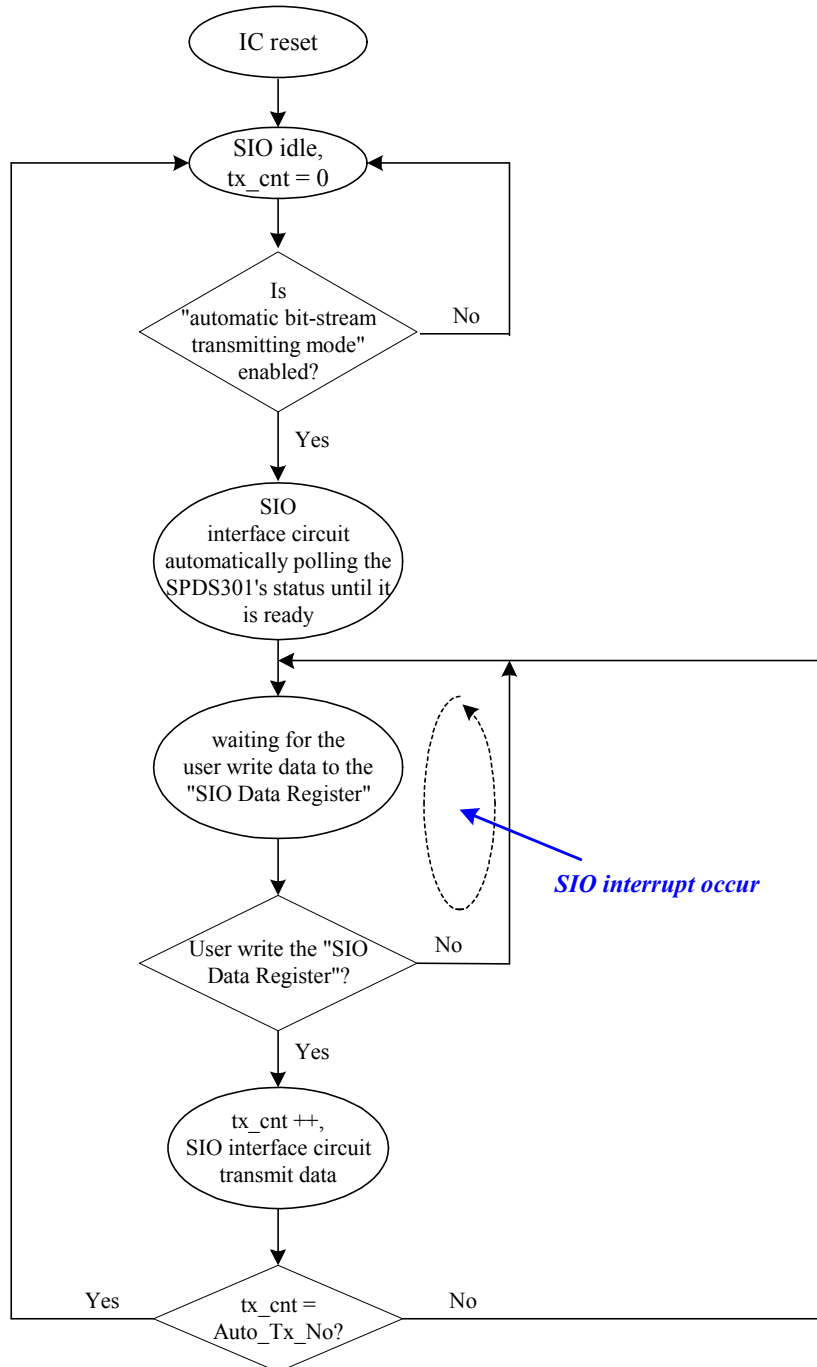 IC reset
SIO idle,
tx_cnt = 0
Is
"automatic bit-stream
transmitting mode"
enabled?
No
Yes
SIO
interface circuit
automatically polling the
SPDS301's status until it
is ready
waiting for the
user write data to the
"SIO Data Register"
SIO interrupt occur
User write the "SIO
Data Register"?
No
Yes
tx_cnt ++,
SIO interface circuit
transmit data
Yes
tx_cnt =
Auto_Tx_No?
No